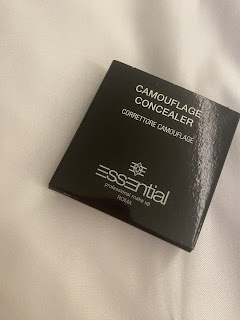 CAMOUFLAGE
CONCEALER
CORRETTORE CAMOUFLAGE
essential
professional make up
ROMA